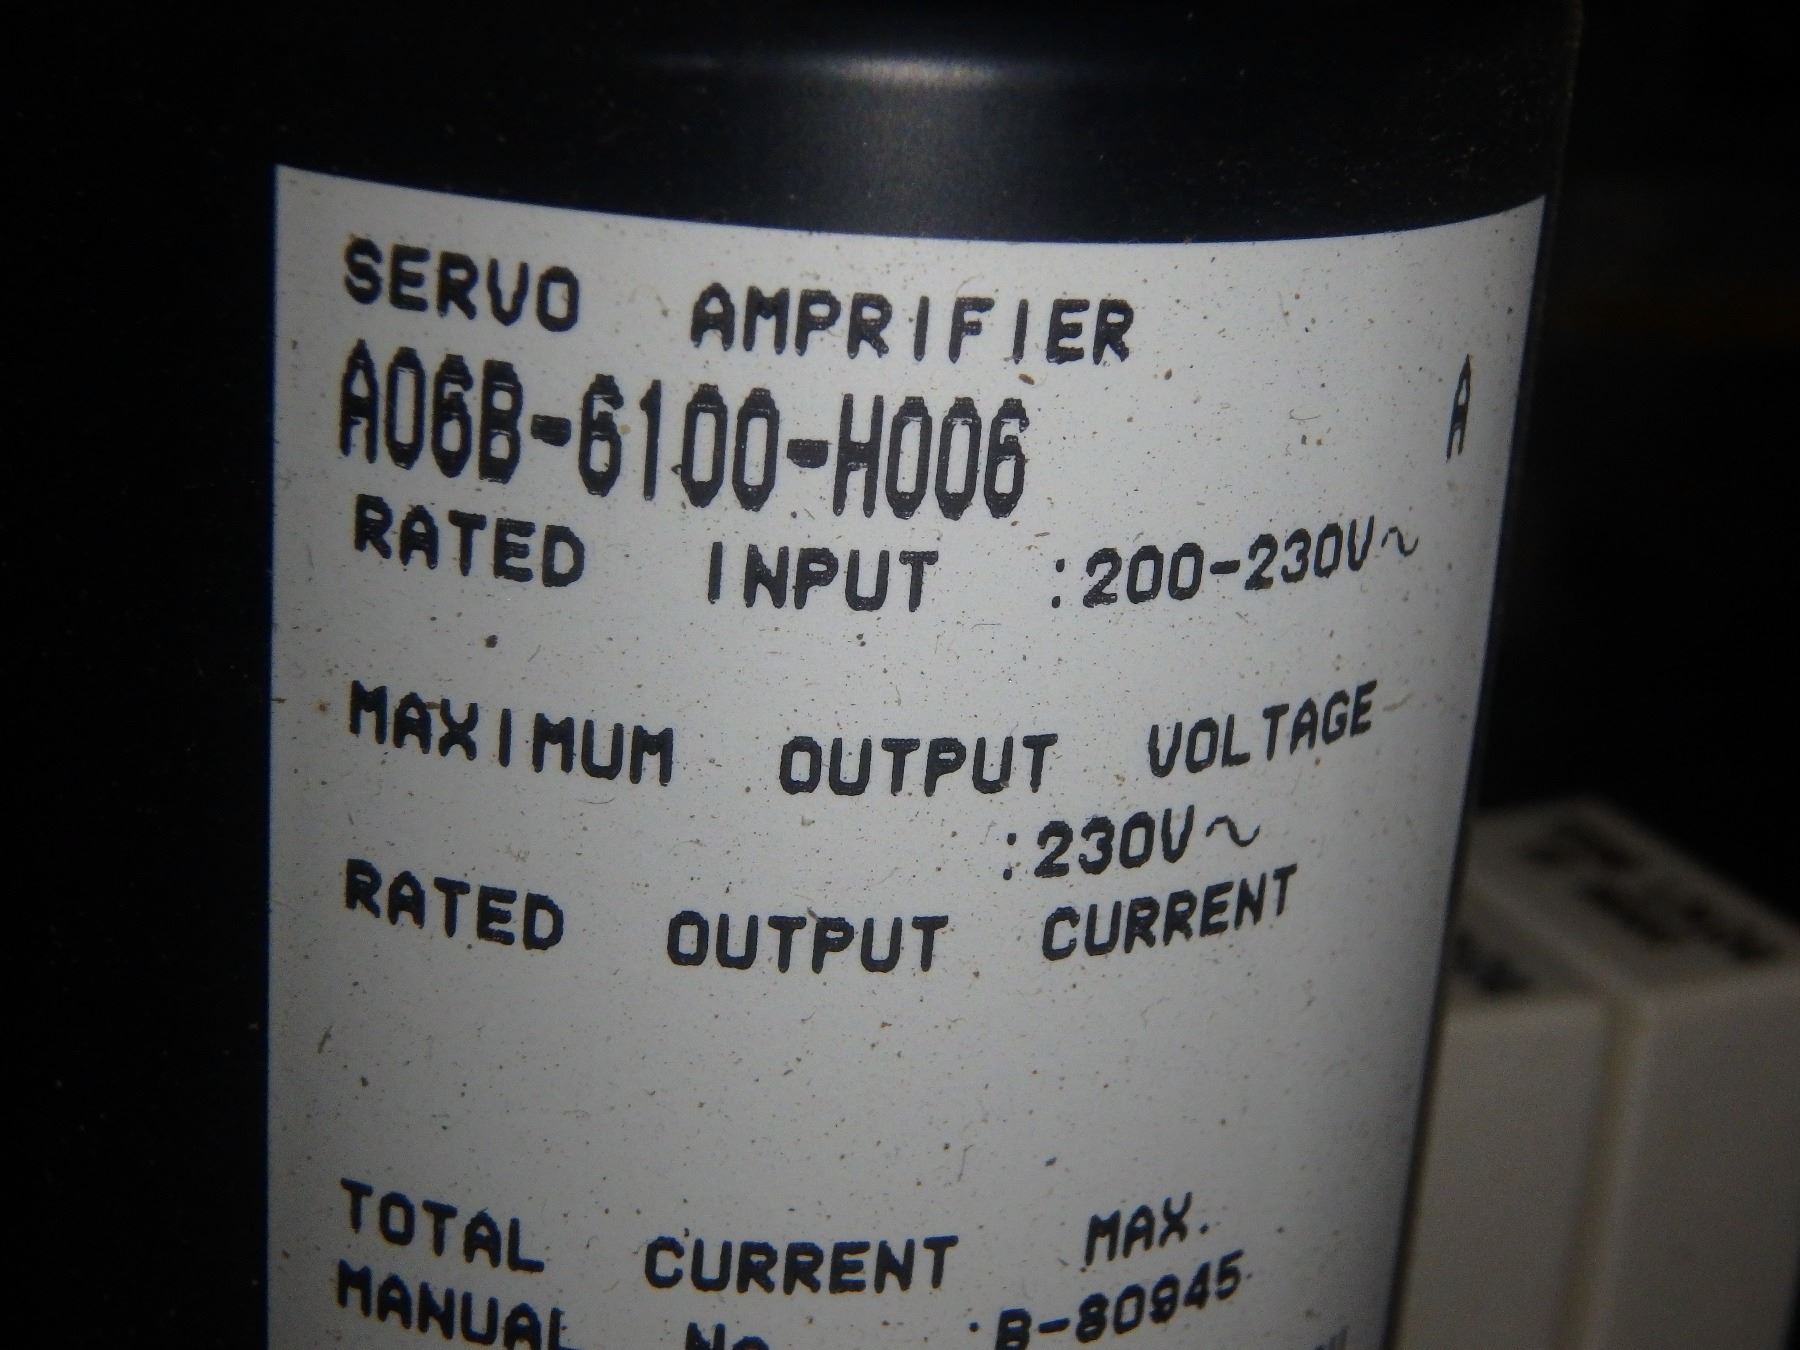 SERVO AMPRIFIER
A06B-6100-H006 A
RATED INPUT :200-230V~
MAXIMUM OUTPUT VOLTAGE
:230V~
RATED OUTPUT CURRENT
TOTAL CURRENT MAX.
MANUAL No. :B-80945